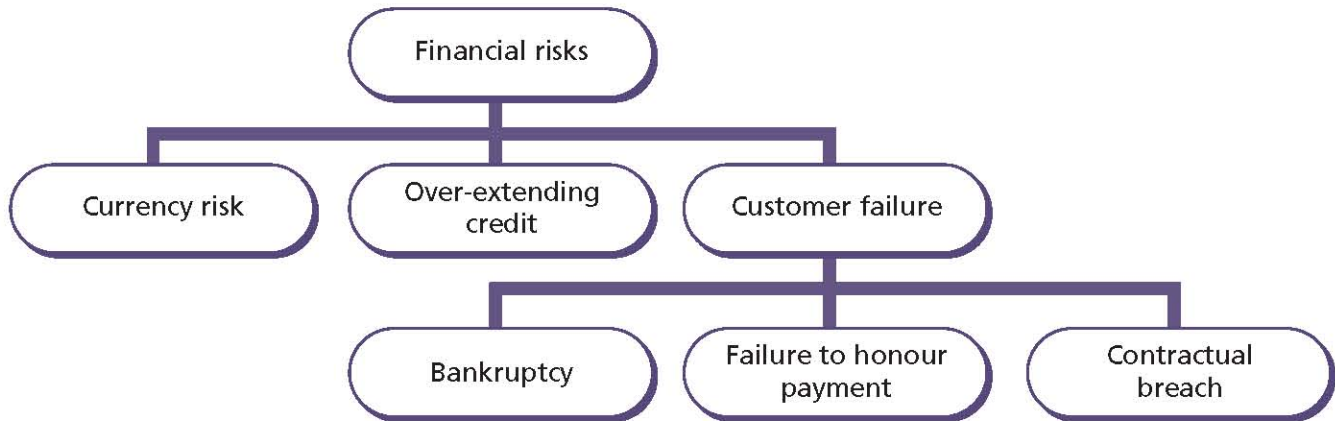 Financial risks
Currency risk
Over-extending
credit
Customer failure
Bankruptcy
Failure to honour
payment
Contractual
breach